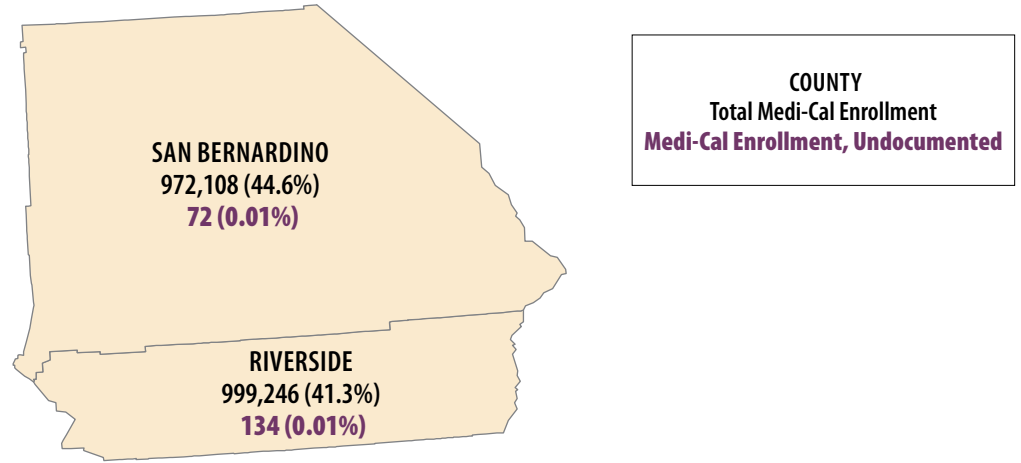 COUNTY
Total Medi-Cal Enrollment
Medi-Cal Enrollment, Undocumented
SAN BERNARDINO
972,108 (44.6%)
72 (0.01%)
RIVERSIDE
999,246 (41.3%)
134 (0.01%)